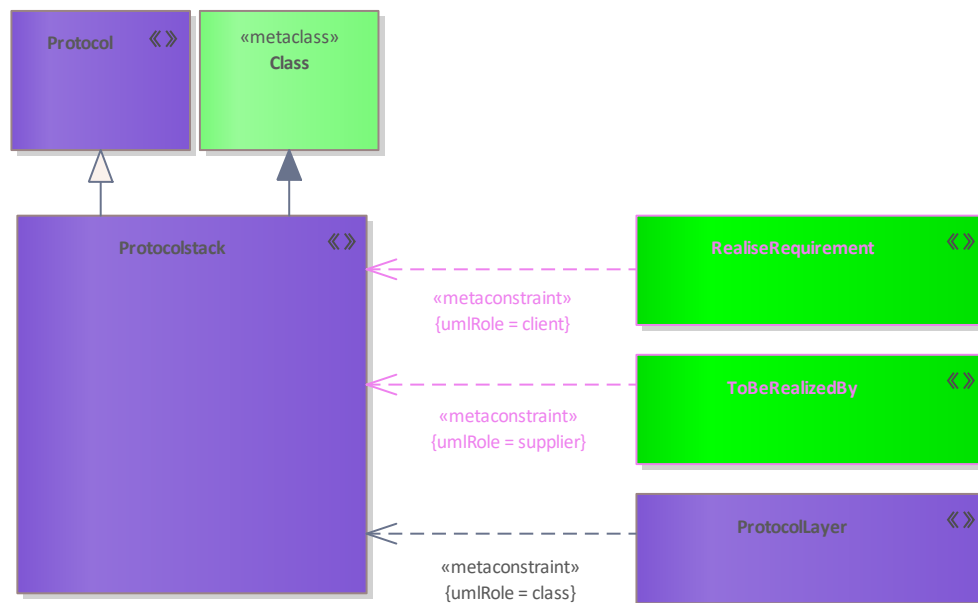 Protocol
«metaclass»
Class
Protocolstack
RealiseRequirement
«metaconstraint»
{umlRole = client}
ToBeRealizedBy
«metaconstraint»
{umlRole = supplier}
ProtocolLayer
«metaconstraint»
{umlRole = class}